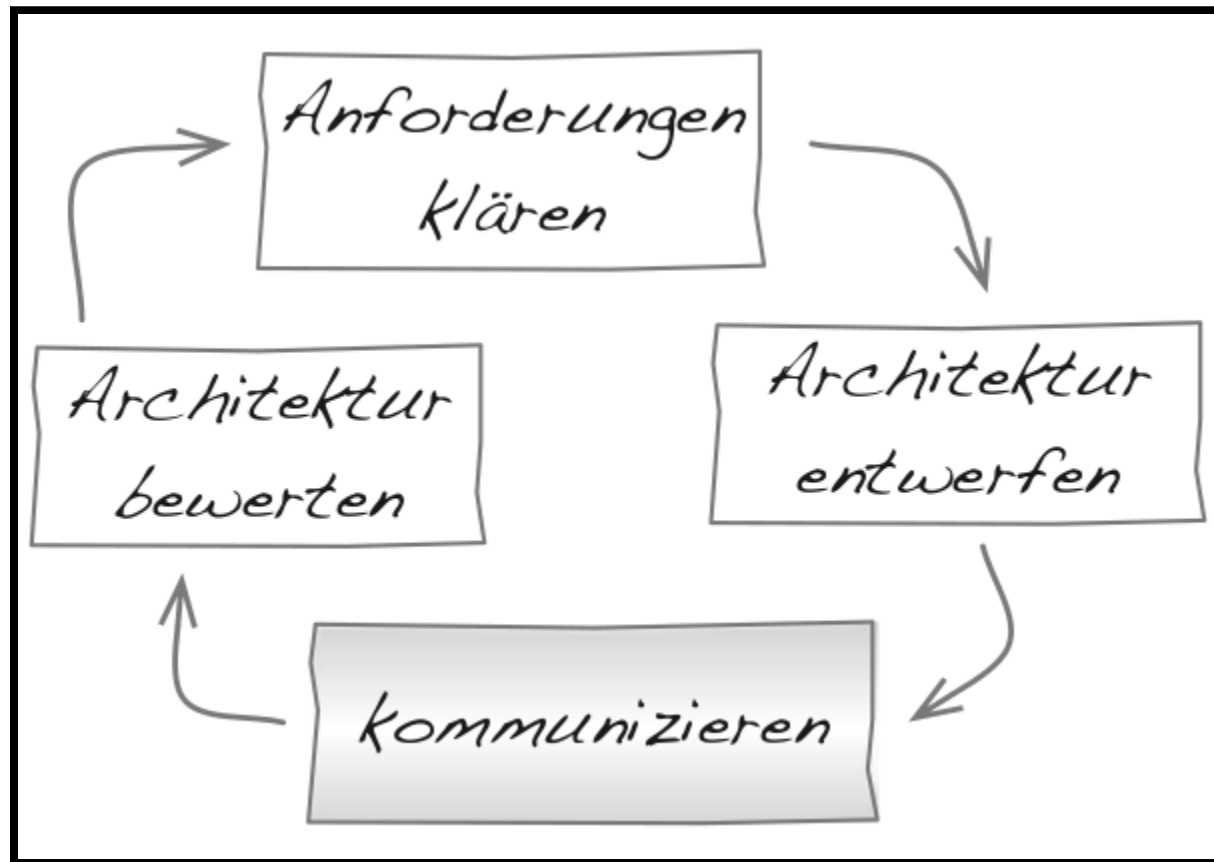 Anforderungen
klären
Architektur
entwerfen
kommunizieren
Architektur
bewerten